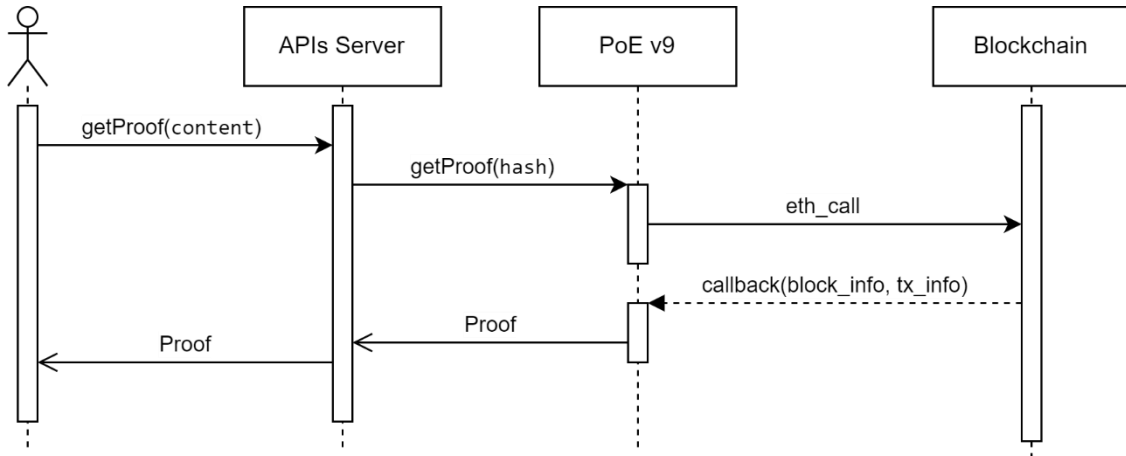 APIs Server
PoE v9
Blockchain
getProof(content)
getProof(hash)
eth_call
callback(block_info, tx_info)
Proof
Proof